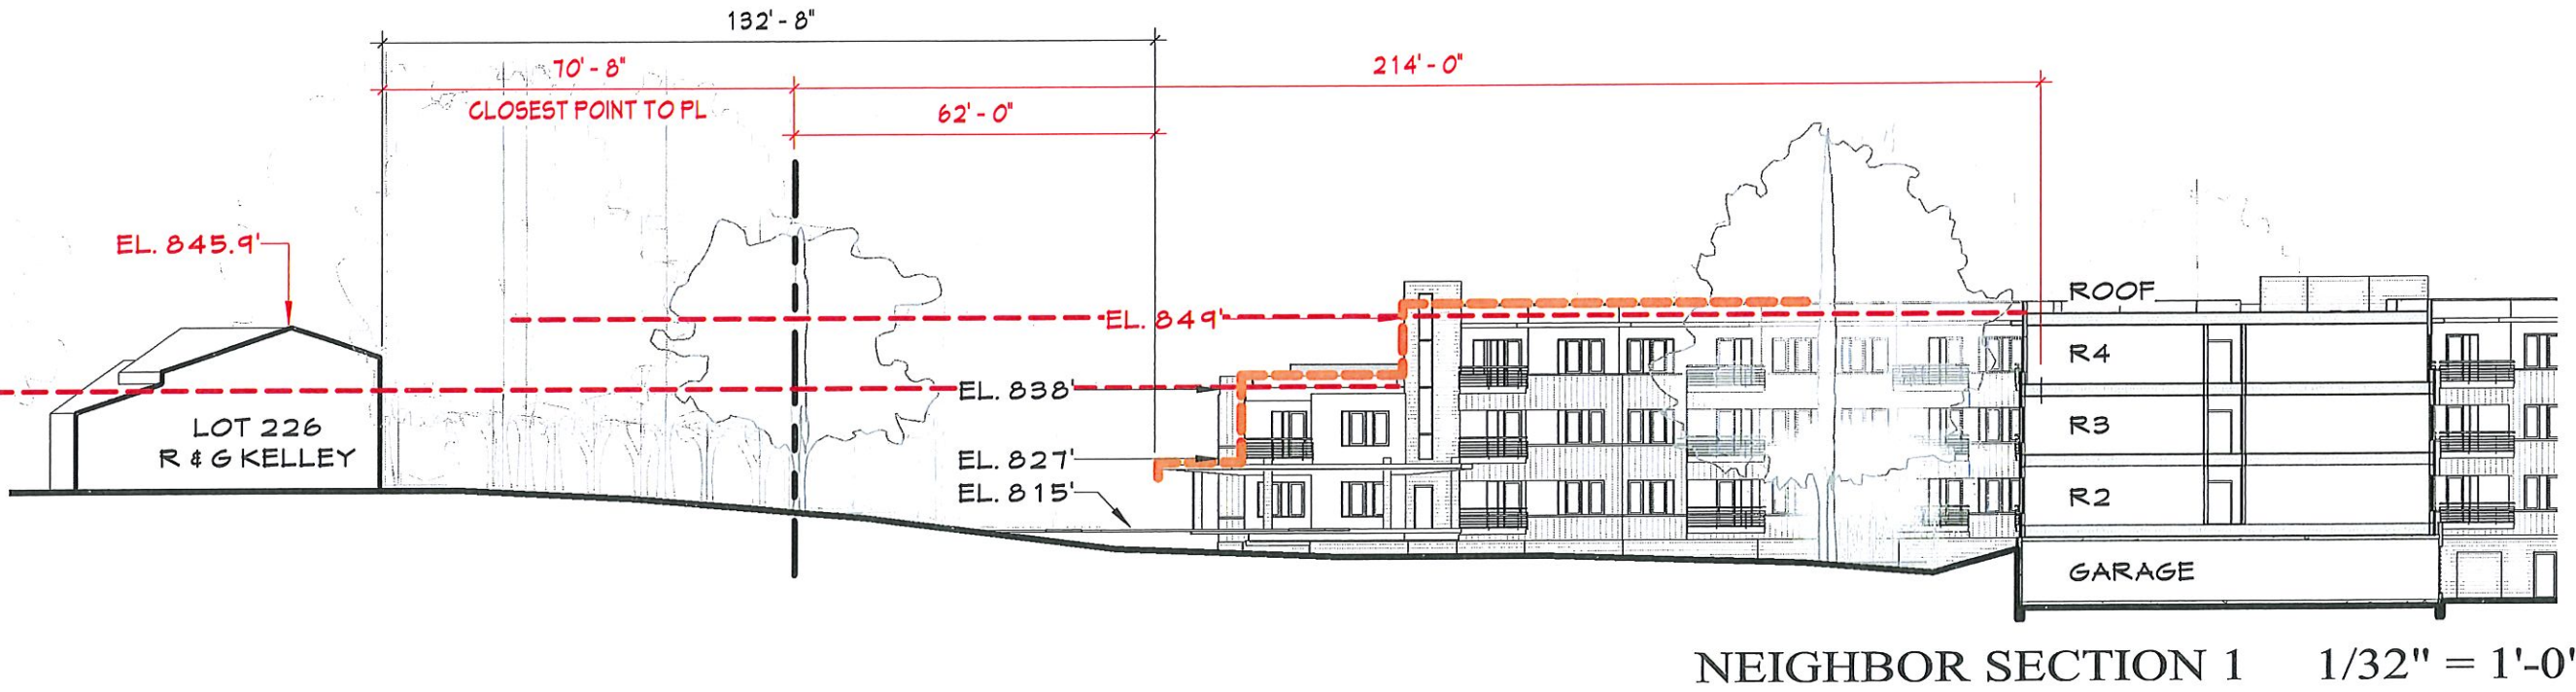 132'-8"
70'-8"
214'-0"
CLOSEST POINT TO PL
62'-0"
EL. 845.9'
ROOF
EL. 849'
R4
EL. 838'
LOT 226
R & G KELLEY
R3
EL. 827'
EL. 815'
R2
GARAGE
NEIGHBOR SECTION 1 1/32" = 1'-0'